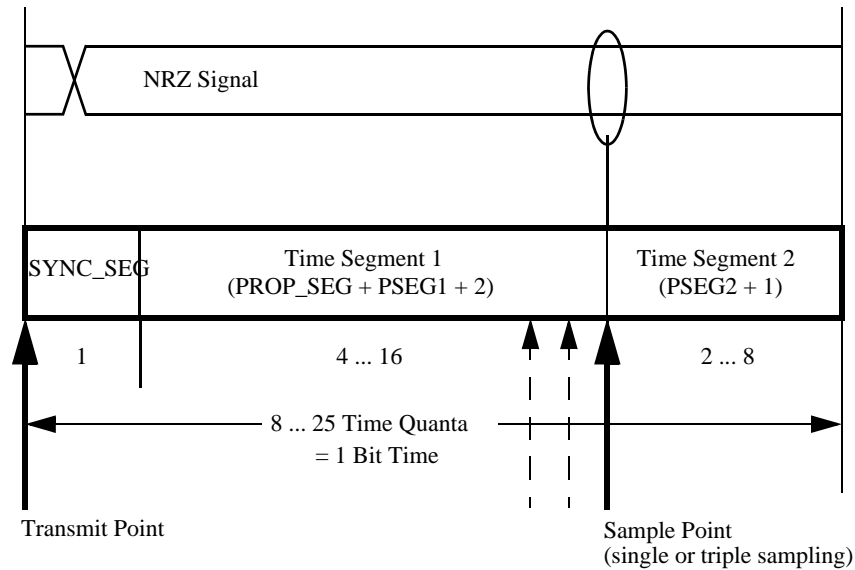 NRZ Signal
SYNC_SEG
Time Segment 1
(PROP_SEG + PSEG1 + 2)
Time Segment 2
(PSEG2 + 1)
1
4 ... 16
2 ... 8
8 ... 25 Time Quanta
= 1 Bit Time
Transmit Point
Sample Point
(single or triple sampling)